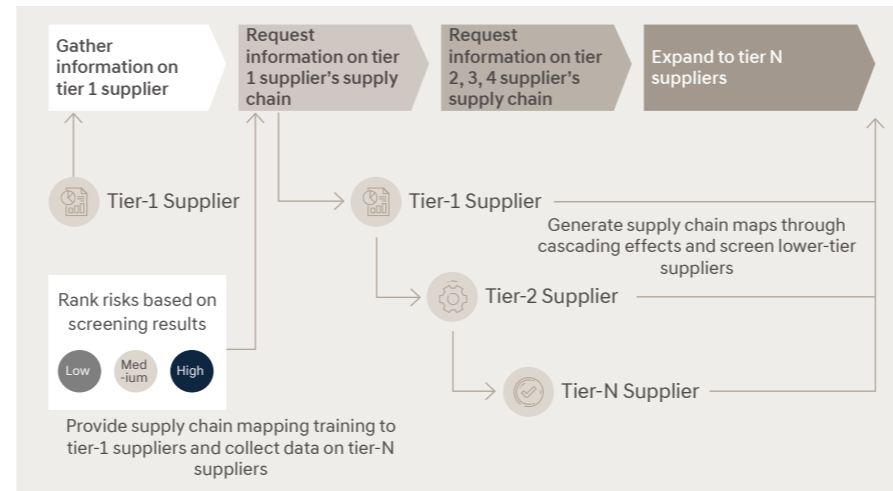 Gather
information on
tier 1 supplier
Request
information on tier
1 supplier's supply
chain
Request
information on tier
2, 3, 4 supplier's
supply chain
Expand to tier N
suppliers
Tier-1 Supplier
Tier-1 Supplier
Generate supply chain maps through
cascading effects and screen lower-tier
suppliers
Tier-2 Supplier
Rank risks based on
screening results
Low
Med
-ium
High
Tier-N Supplier
Provide supply chain mapping training to
tier-1 suppliers and collect data on tier-N
suppliers